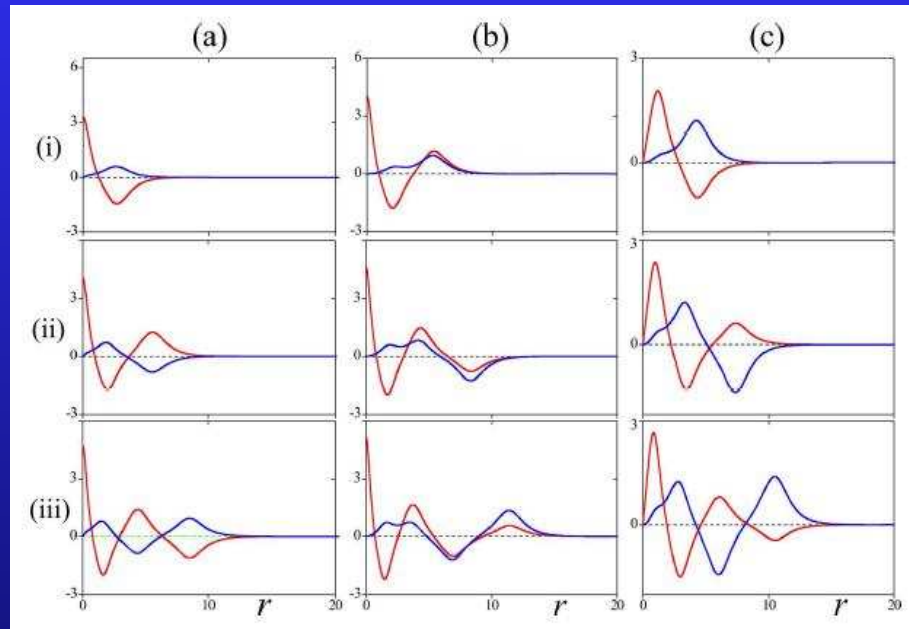 (a) (b) (c)
(i) 6 3 0 -3
6 3 0 -3
3 0
(ii) 3 0 -3
3 0 -3
3 0
(iii) 3 0 -3
3 0 -3
3 0
0 10 r 20
0 10 r 20
0 10 r 20